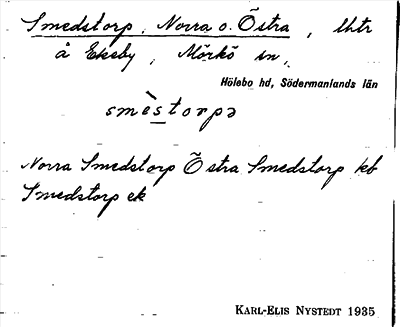 Smedstorp, Norra o. Östra, lhtr
å Ekeby, Mörkö sn,
Hölebo hd, Södermanlands län
smèstorpə
Norra Smedstorp Östra Smedstorp kb
Smedstorp ek
KARL-ELIS NYSTEDT 1935